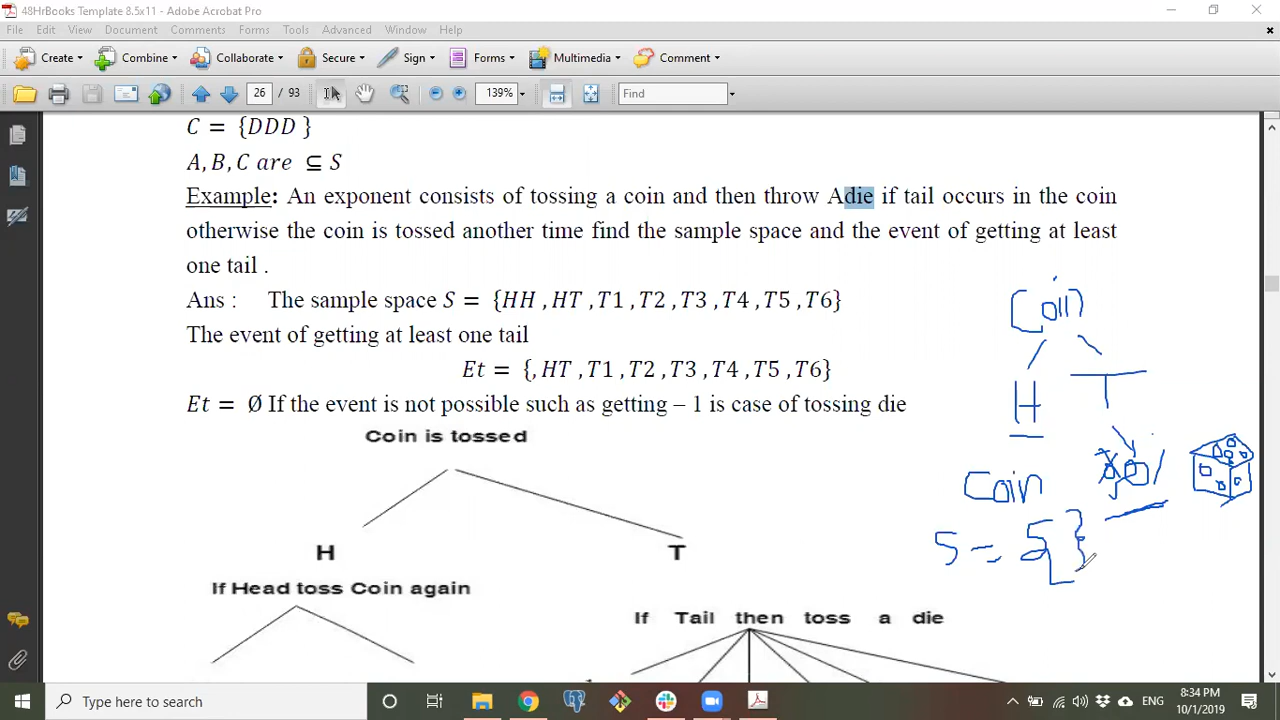 48HrBooks Template 8.5x11 - Adobe Acrobat Pro
File Edit View Document Comments Forms Tools Advanced Window Help
Create Combine Collaborate Secure Sign Forms Multimedia Comment
26 / 93 139% Find
C = {DDD }
A, B, C are ⊆ S
Example: An exponent consists of tossing a coin and then throw Adie if tail occurs in the coin
otherwise the coin is tossed another time find the sample space and the event of getting at least
one tail .
Ans : The sample space S = {HH , HT , T1 , T2 , T3 , T4 , T5 , T6}
The event of getting at least one tail
Et = {, HT , T1 , T2 , T3 , T4 , T5 , T6}
Et = Ø If the event is not possible such as getting − 1 is case of tossing die
Coin
H T
Coin
S = { }
Coin is tossed
H T
If Head toss Coin again
If Tail then toss a die
Type here to search
ENG
8:34 PM
10/1/2019